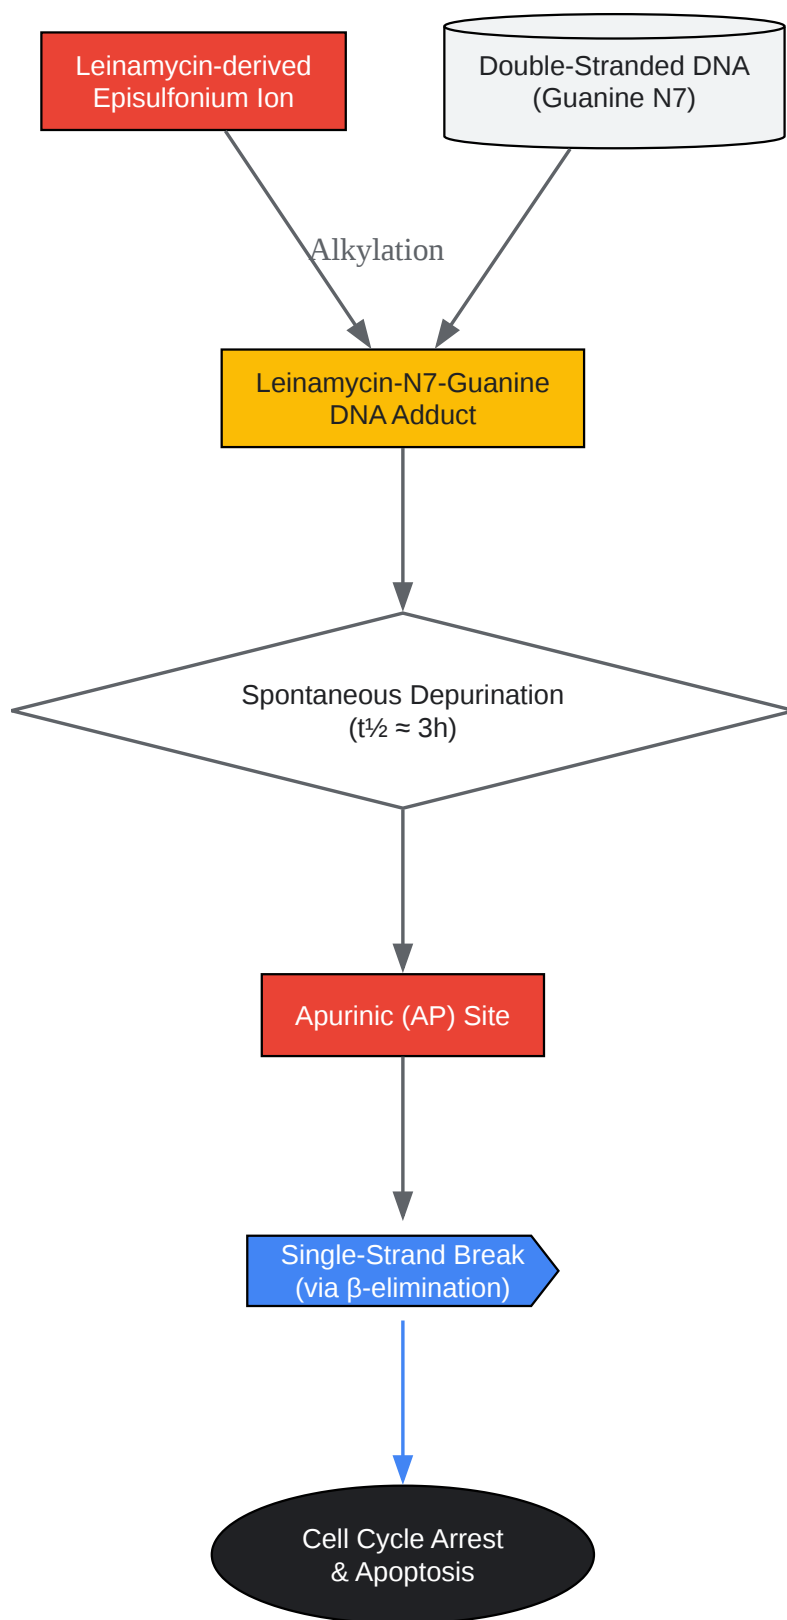 Leinamycin-derived
Episulfonium Ion
Double-Stranded DNA
(Guanine N7)
Alkylation
Leinamycin-N7-Guanine
DNA Adduct
Spontaneous Depurination
(t½ ≈ 3h)
Apurinic (AP) Site
Single-Strand Break
(via β-elimination)
Cell Cycle Arrest
& Apoptosis